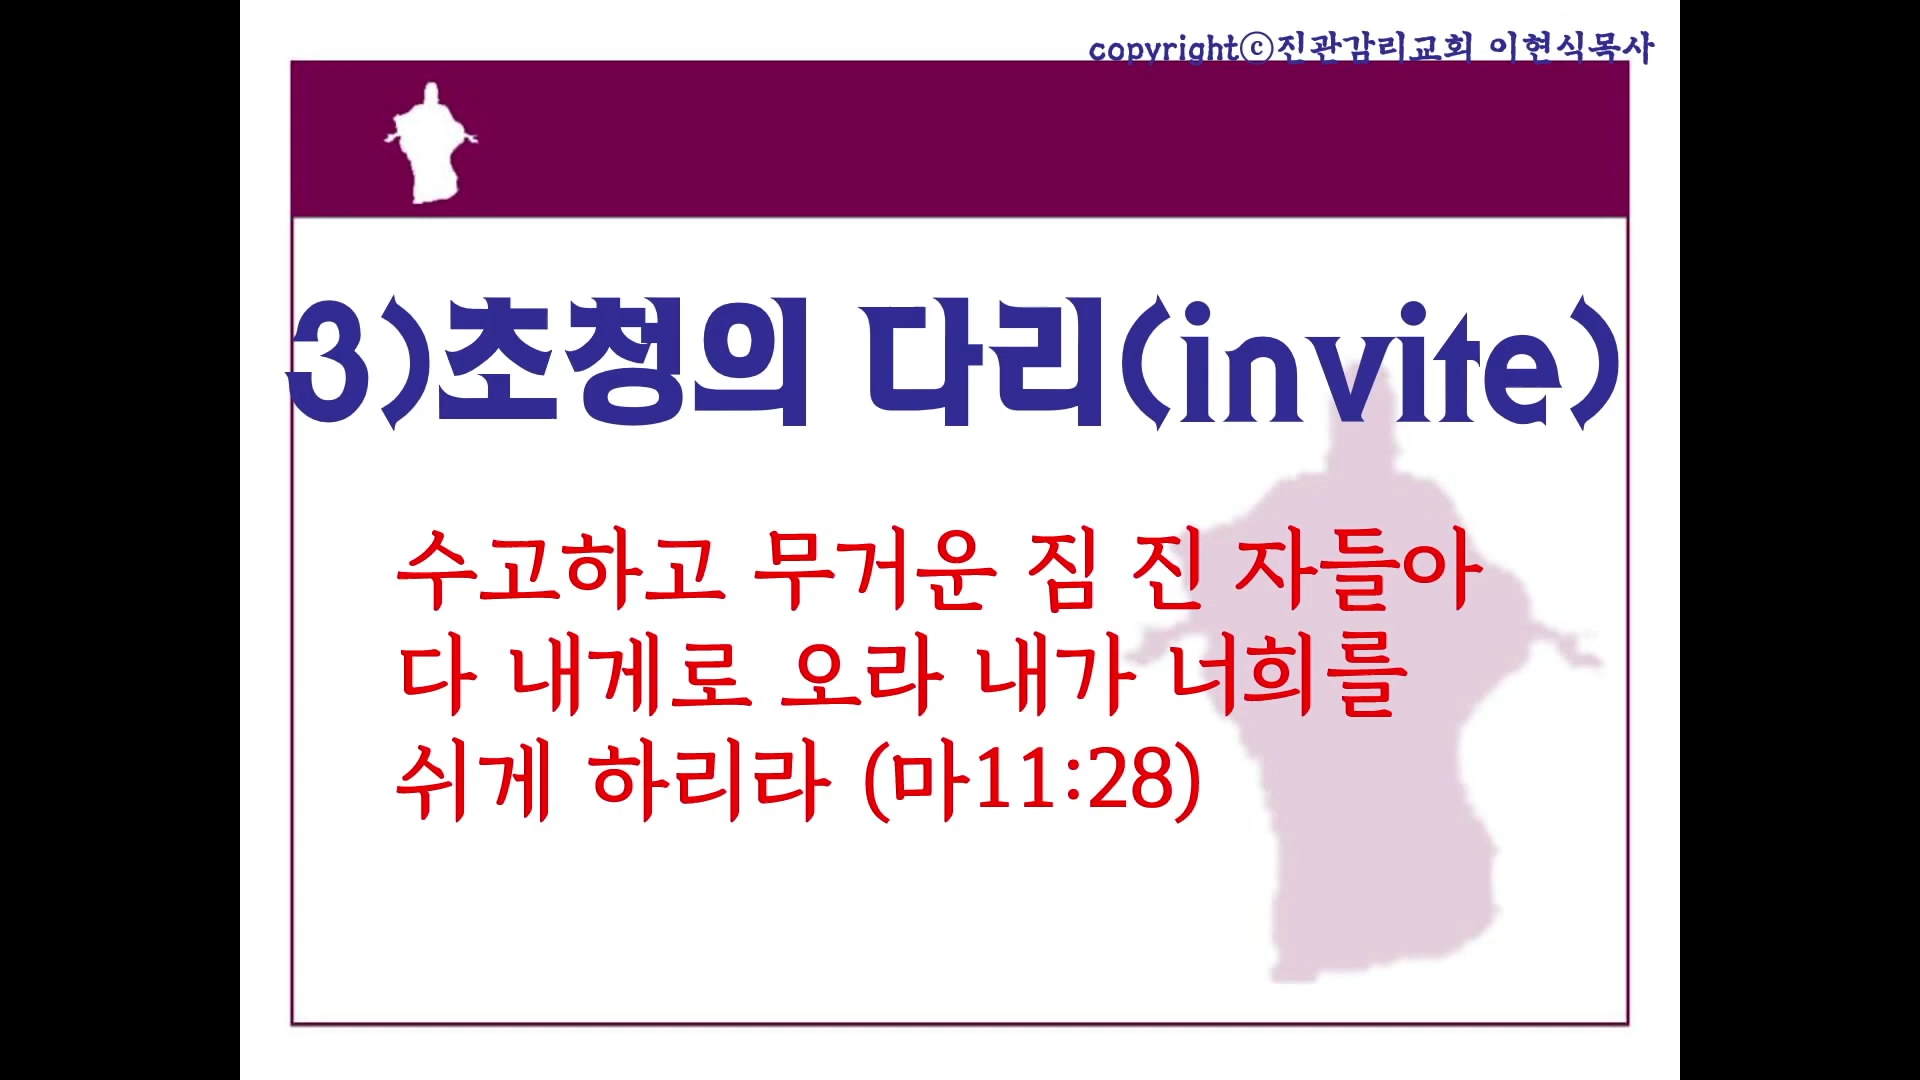 copyrightⓒ진관감리교회 이현식목사
3)초청의 다리(invite)
수고하고 무거운 짐 진 자들아
다 내게로 오라 내가 너희를
쉬게 하리라 (마11:28)